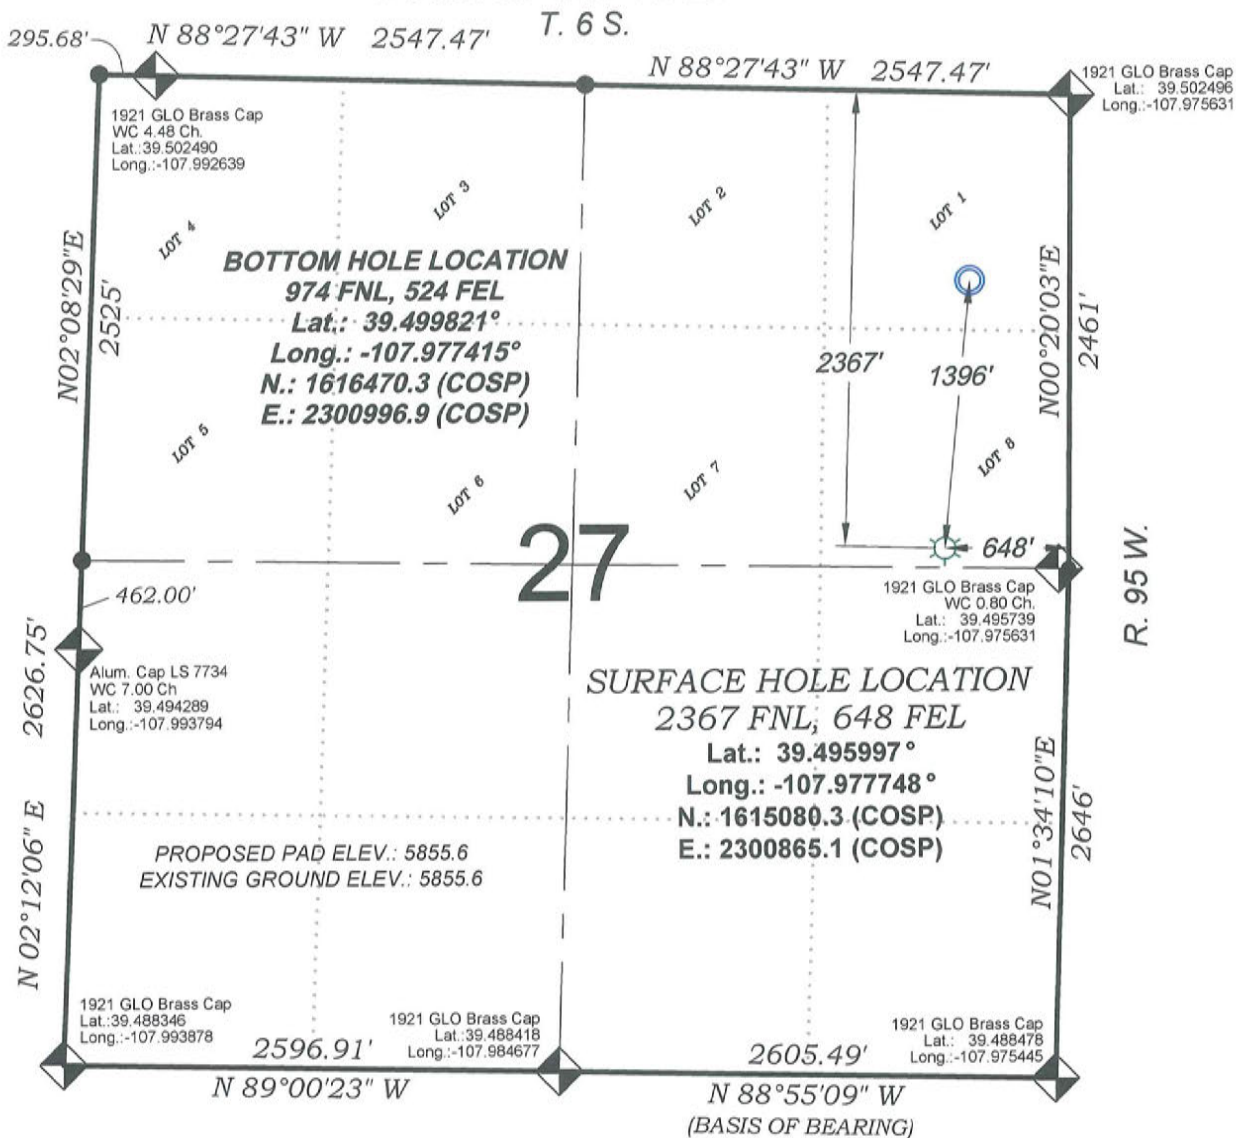 T. 6 S.
295.68'
N 88°27'43" W 2547.47'
N 88°27'43" W 2547.47'
1921 GLO Brass Cap
Lat.: 39.502496
Long.:-107.975631
1921 GLO Brass Cap
WC 4.48 Ch.
Lat.:39.502490
Long.:-107.992639
LOT 4
LOT 3
LOT 2
LOT 1
BOTTOM HOLE LOCATION
974 FNL, 524 FEL
Lat.: 39.499821°
Long.: -107.977415°
N.: 1616470.3 (COSP)
E.: 2300996.9 (COSP)
N02°08'29"E
2525'
2367'
1396'
N00°20'03"E
2461'
LOT 5
LOT 6
LOT 7
LOT 8
27
648'
R. 95 W.
462.00'
1921 GLO Brass Cap
WC 0.80 Ch.
Lat.: 39.495739
Long.:-107.975631
Alum. Cap LS 7734
WC 7.00 Ch
Lat.: 39.494289
Long.:-107.993794
N 02°12'06" E 2626.75'
SURFACE HOLE LOCATION
2367 FNL, 648 FEL
Lat.: 39.495997°
Long.: -107.977748°
N.: 1615080.3 (COSP)
E.: 2300865.1 (COSP)
N01°34'10"E
2646'
PROPOSED PAD ELEV.: 5855.6
EXISTING GROUND ELEV.: 5855.6
1921 GLO Brass Cap
Lat.:39.488346
Long.:-107.993878
1921 GLO Brass Cap
Lat.:39.488418
Long.:-107.984677
1921 GLO Brass Cap
Lat.: 39.488478
Long.:-107.975445
2596.91'
N 89°00'23" W
2605.49'
N 88°55'09" W
(BASIS OF BEARING)